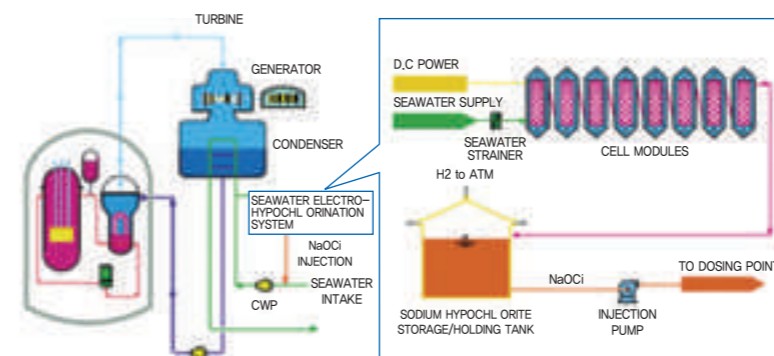 TURBINE
GENERATOR
CONDENSER
SEAWATER ELECTRO-
HYPOCHL ORINATION
SYSTEM
NaOCi
INJECTION
SEAWATER
INTAKE
CWP
D.C POWER
SEAWATER SUPPLY
SEAWATER
STRAINER
CELL MODULES
H2 to ATM
NaOCi
TO DOSING POINT
SODIUM HYPOCHL ORITE
STORAGE/HOLDING TANK
INJECTION
PUMP